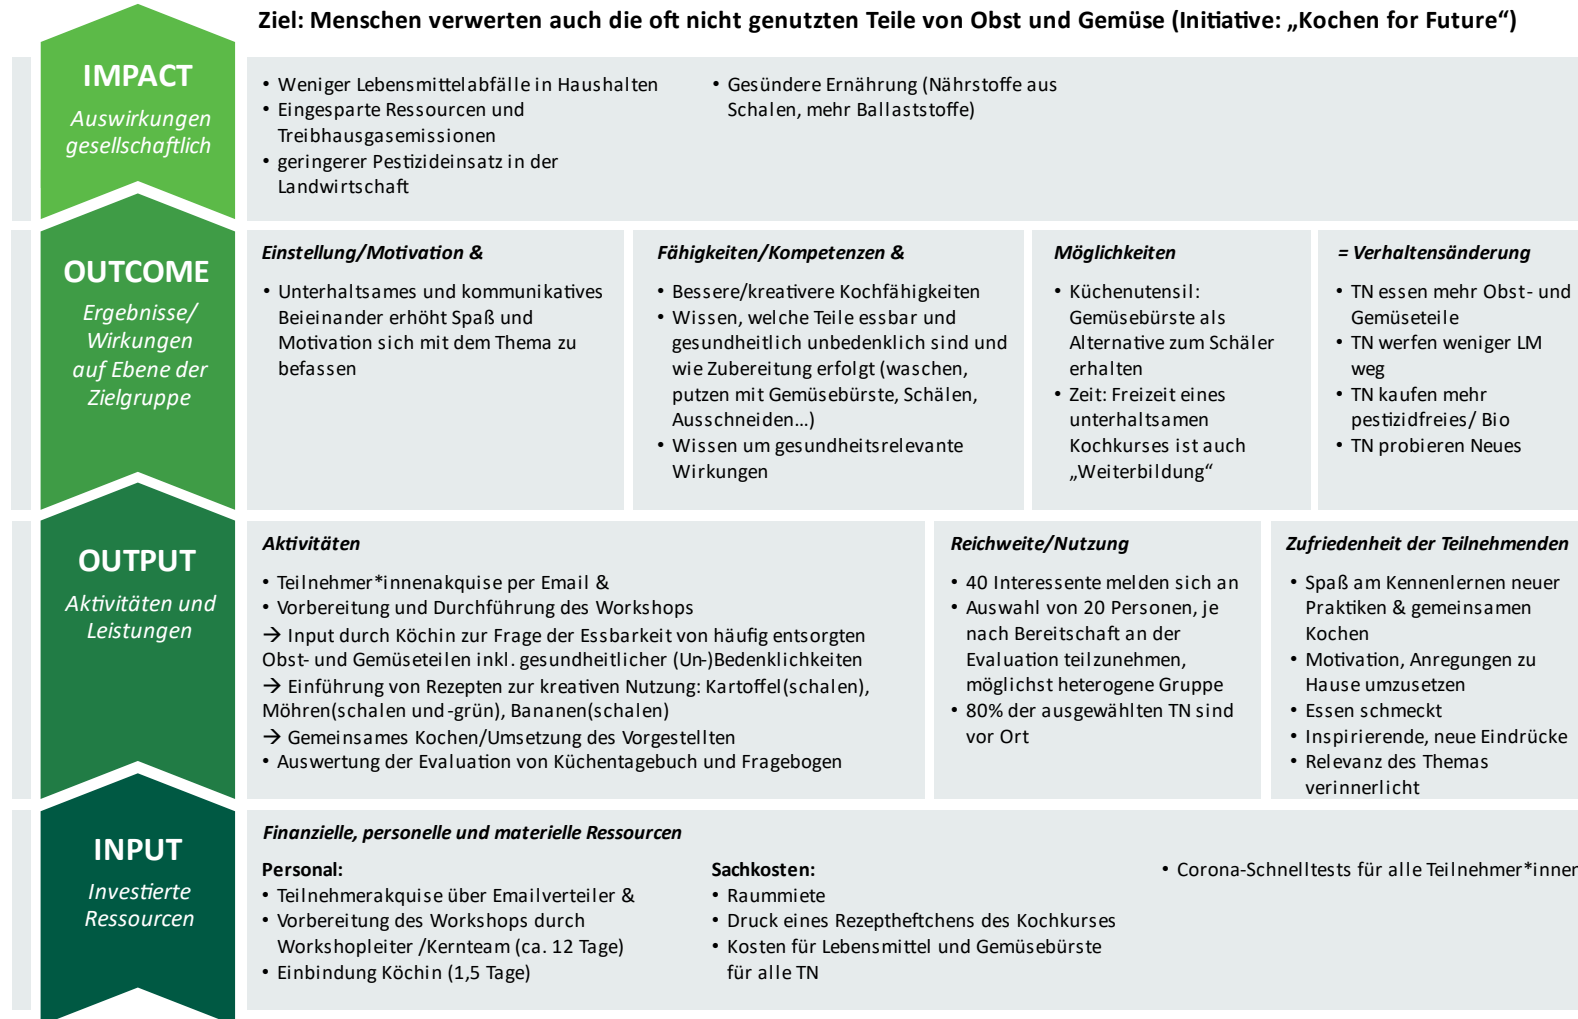 Ziel: Menschen verwerten auch die oft nicht genutzten Teile von Obst und Gemüse (Initiative: „Kochen for Future“)
IMPACT
Auswirkungen
gesellschaftlich
• Weniger Lebensmittelabfälle in Haushalten
• Eingesparte Ressourcen und
Treibhausgasemissionen
• geringerer Pestizideinsatz in der
Landwirtschaft
• Gesündere Ernährung (Nährstoffe aus
Schalen, mehr Ballaststoffe)
OUTCOME
Ergebnisse/
Wirkungen
auf Ebene der
Zielgruppe
Einstellung/Motivation &
• Unterhaltsames und kommunikatives
Beieinander erhöht Spaß und
Motivation sich mit dem Thema zu
befassen
Fähigkeiten/Kompetenzen &
• Bessere/kreativere Kochfähigkeiten
• Wissen, welche Teile essbar und
gesundheitlich unbedenklich sind und
wie Zubereitung erfolgt (waschen,
putzen mit Gemüsebürste, Schälen,
Ausschneiden…)
• Wissen um gesundheitsrelevante
Wirkungen
Möglichkeiten
• Küchenutensil:
Gemüsebürste als
Alternative zum Schäler
erhalten
• Zeit: Freizeit eines
unterhaltsamen
Kochkurses ist auch
„Weiterbildung“
= Verhaltensänderung
• TN essen mehr Obst- und
Gemüseteile
• TN werfen weniger LM
weg
• TN kaufen mehr
pestizidfreies/ Bio
• TN probieren Neues
OUTPUT
Aktivitäten und
Leistungen
Aktivitäten
• Teilnehmer*innenakquise per Email &
• Vorbereitung und Durchführung des Workshops
→ Input durch Köchin zur Frage der Essbarkeit von häufig entsorgten
Obst- und Gemüseteilen inkl. gesundheitlicher (Un-)Bedenklichkeiten
→ Einführung von Rezepten zur kreativen Nutzung: Kartoffel(schalen),
Möhren(schalen und -grün), Bananen(schalen)
→ Gemeinsames Kochen/Umsetzung des Vorgestellten
• Auswertung der Evaluation von Küchentagebuch und Fragebogen
Reichweite/Nutzung
• 40 Interessente melden sich an
• Auswahl von 20 Personen, je
nach Bereitschaft an der
Evaluation teilzunehmen,
möglichst heterogene Gruppe
• 80% der ausgewählten TN sind
vor Ort
Zufriedenheit der Teilnehmenden
• Spaß am Kennenlernen neuer
Praktiken & gemeinsamen
Kochen
• Motivation, Anregungen zu
Hause umzusetzen
• Essen schmeckt
• Inspirierende, neue Eindrücke
• Relevanz des Themas
verinnerlicht
INPUT
Investierte
Ressourcen
Finanzielle, personelle und materielle Ressourcen
Personal:
• Teilnehmerakquise über Emailverteiler &
• Vorbereitung des Workshops durch
Workshopleiter /Kernteam (ca. 12 Tage)
• Einbindung Köchin (1,5 Tage)
Sachkosten:
• Raummiete
• Druck eines Rezeptheftchens des Kochkurses
• Kosten für Lebensmittel und Gemüsebürste
für alle TN
• Corona-Schnelltests für alle Teilnehmer*innen